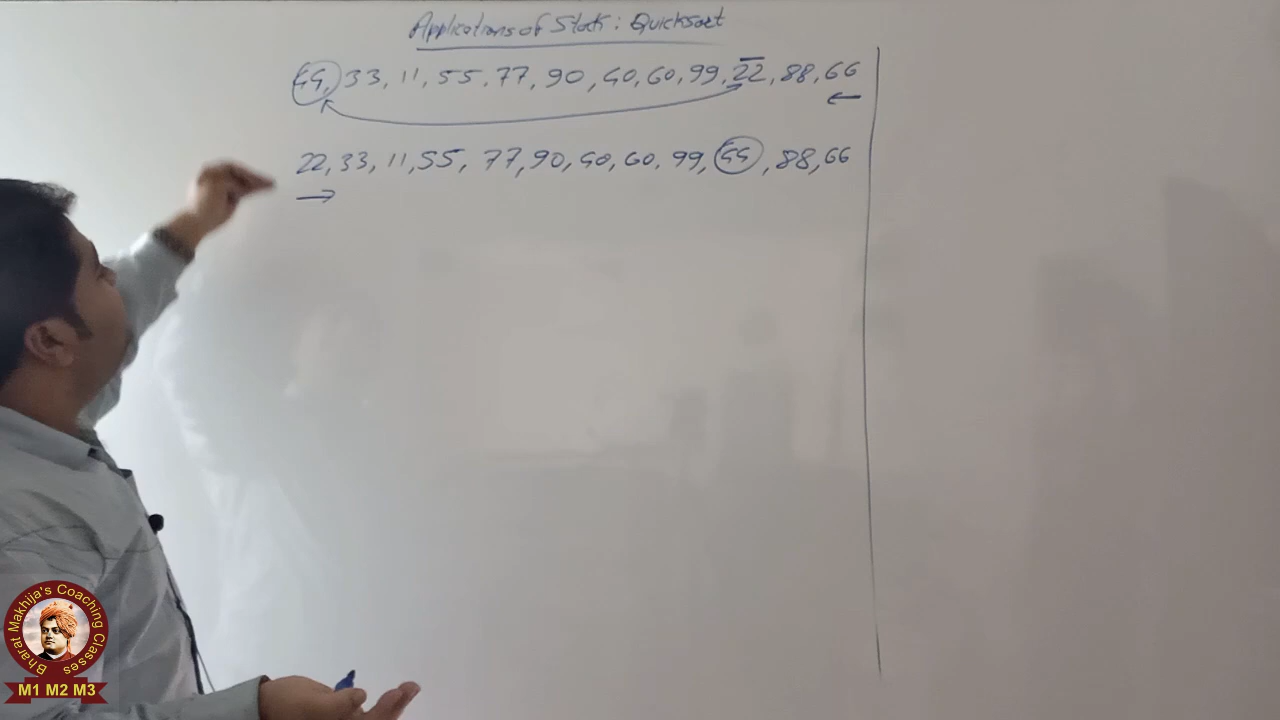 Applications of Stack: Quicksort
44, 33, 11, 55, 77, 90, 40, 60, 99, 22, 88, 66
22, 33, 11, 55, 77, 90, 40, 60, 99, 44, 88, 66
Bharat Makhija's Coaching Classes
M1 M2 M3